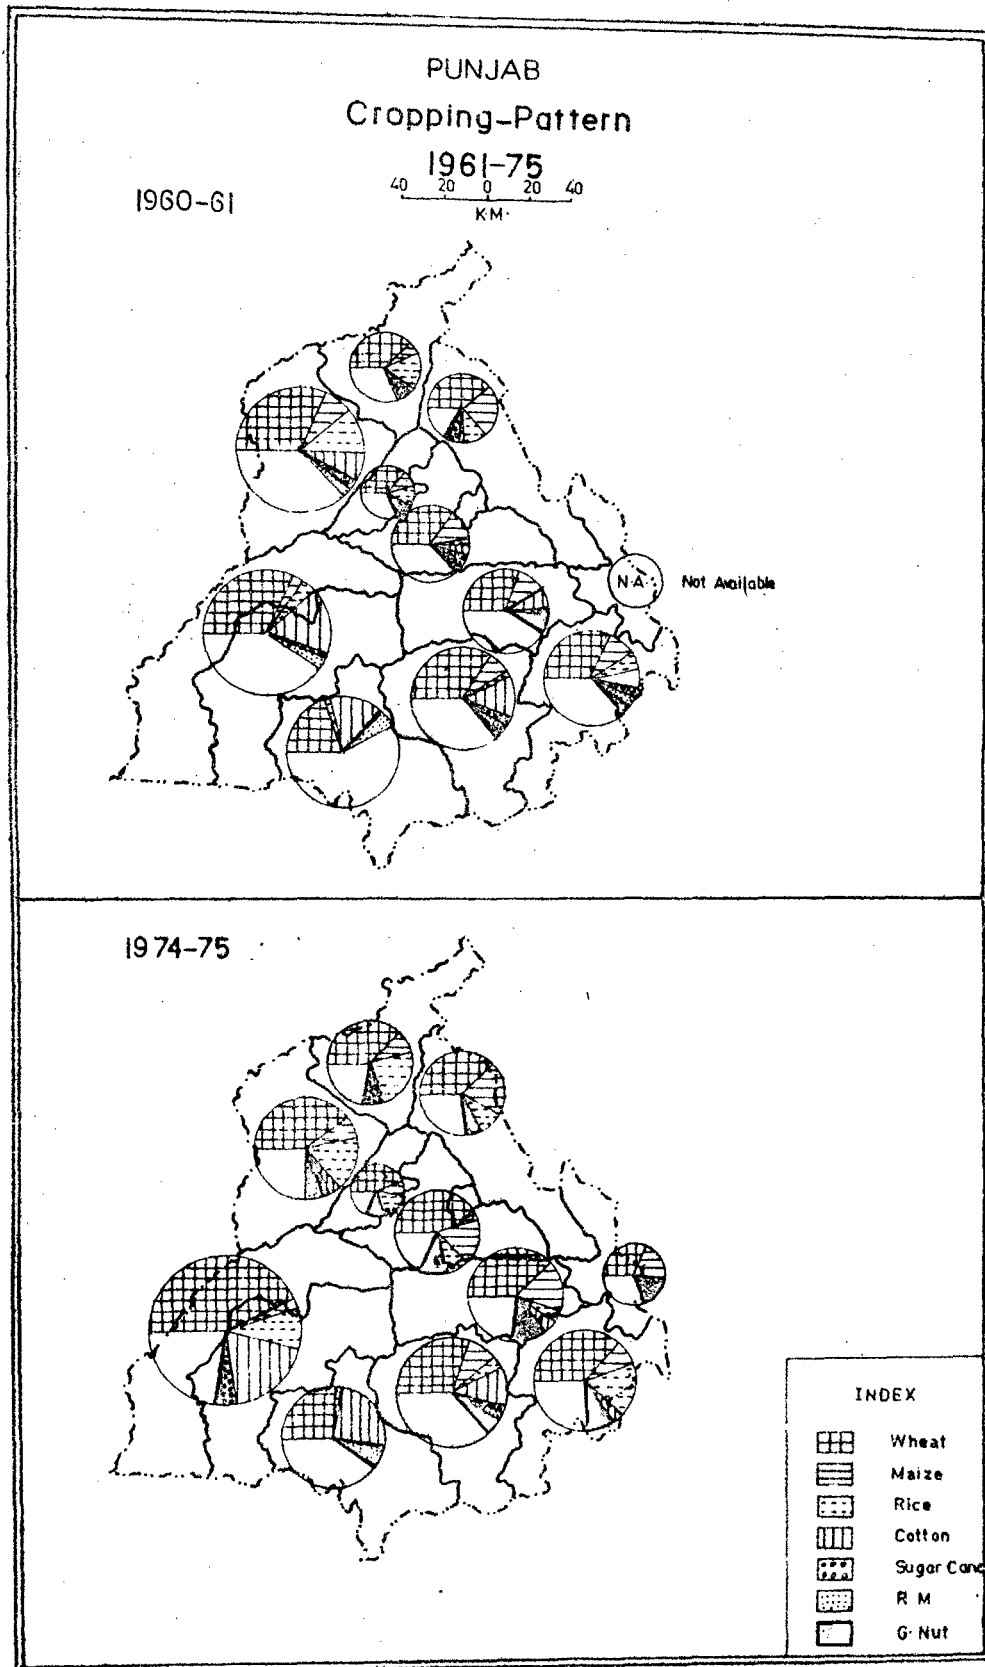 PUNJAB
Cropping-Pattern
1961-75
40 20 0 20 40
K.M.
1960-61
N.A. Not Available
1974-75
INDEX
Wheat
Maize
Rice
Cotton
Sugar Cane
R M
G. Nut